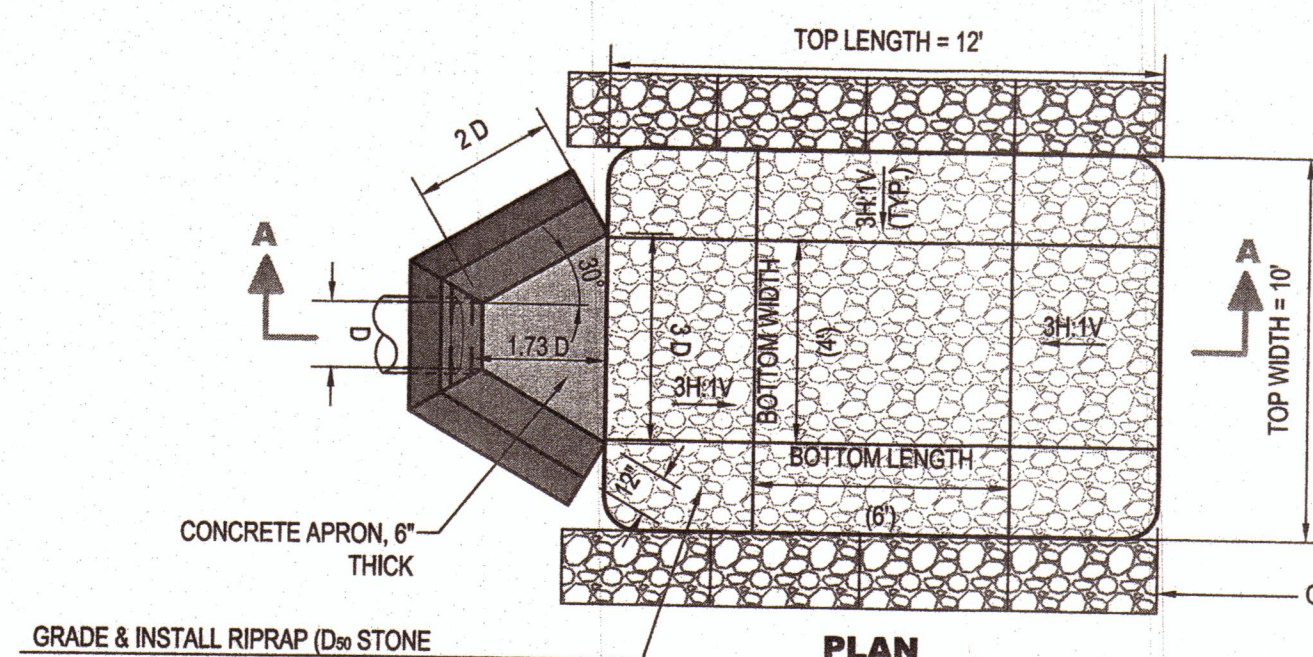 TOP LENGTH = 12'
2 D
A
30°
3H:1V
(TYP.)
A
D
1.73 D
3 D
BOTTOM WIDTH
(4')
3H:1V
3H:1V
TOP WIDTH = 10'
BOTTOM LENGTH
(6')
12"
CONCRETE APRON, 6"
THICK
GRADE & INSTALL RIPRAP (D50 STONE
PLAN